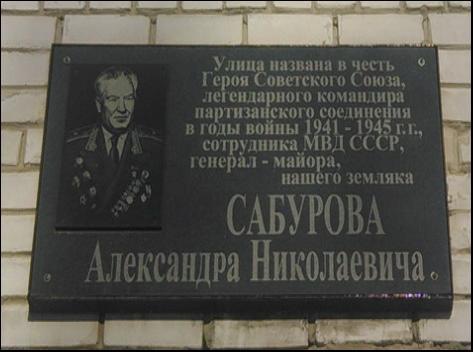 Улица названа в честь
Героя Советского Союза,
легендарного командира
партизанского соединения
в годы войны 1941 - 1945 г.г.,
сотрудника МВД СССР,
генерал - майора,
нашего земляка
САБУРОВА
Александра Николаевича